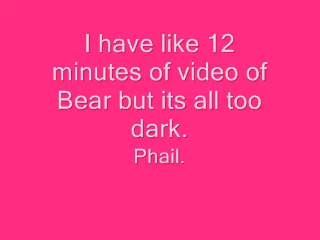 I have like 12
minutes of video of
Bear but its all too
dark.
Phail.